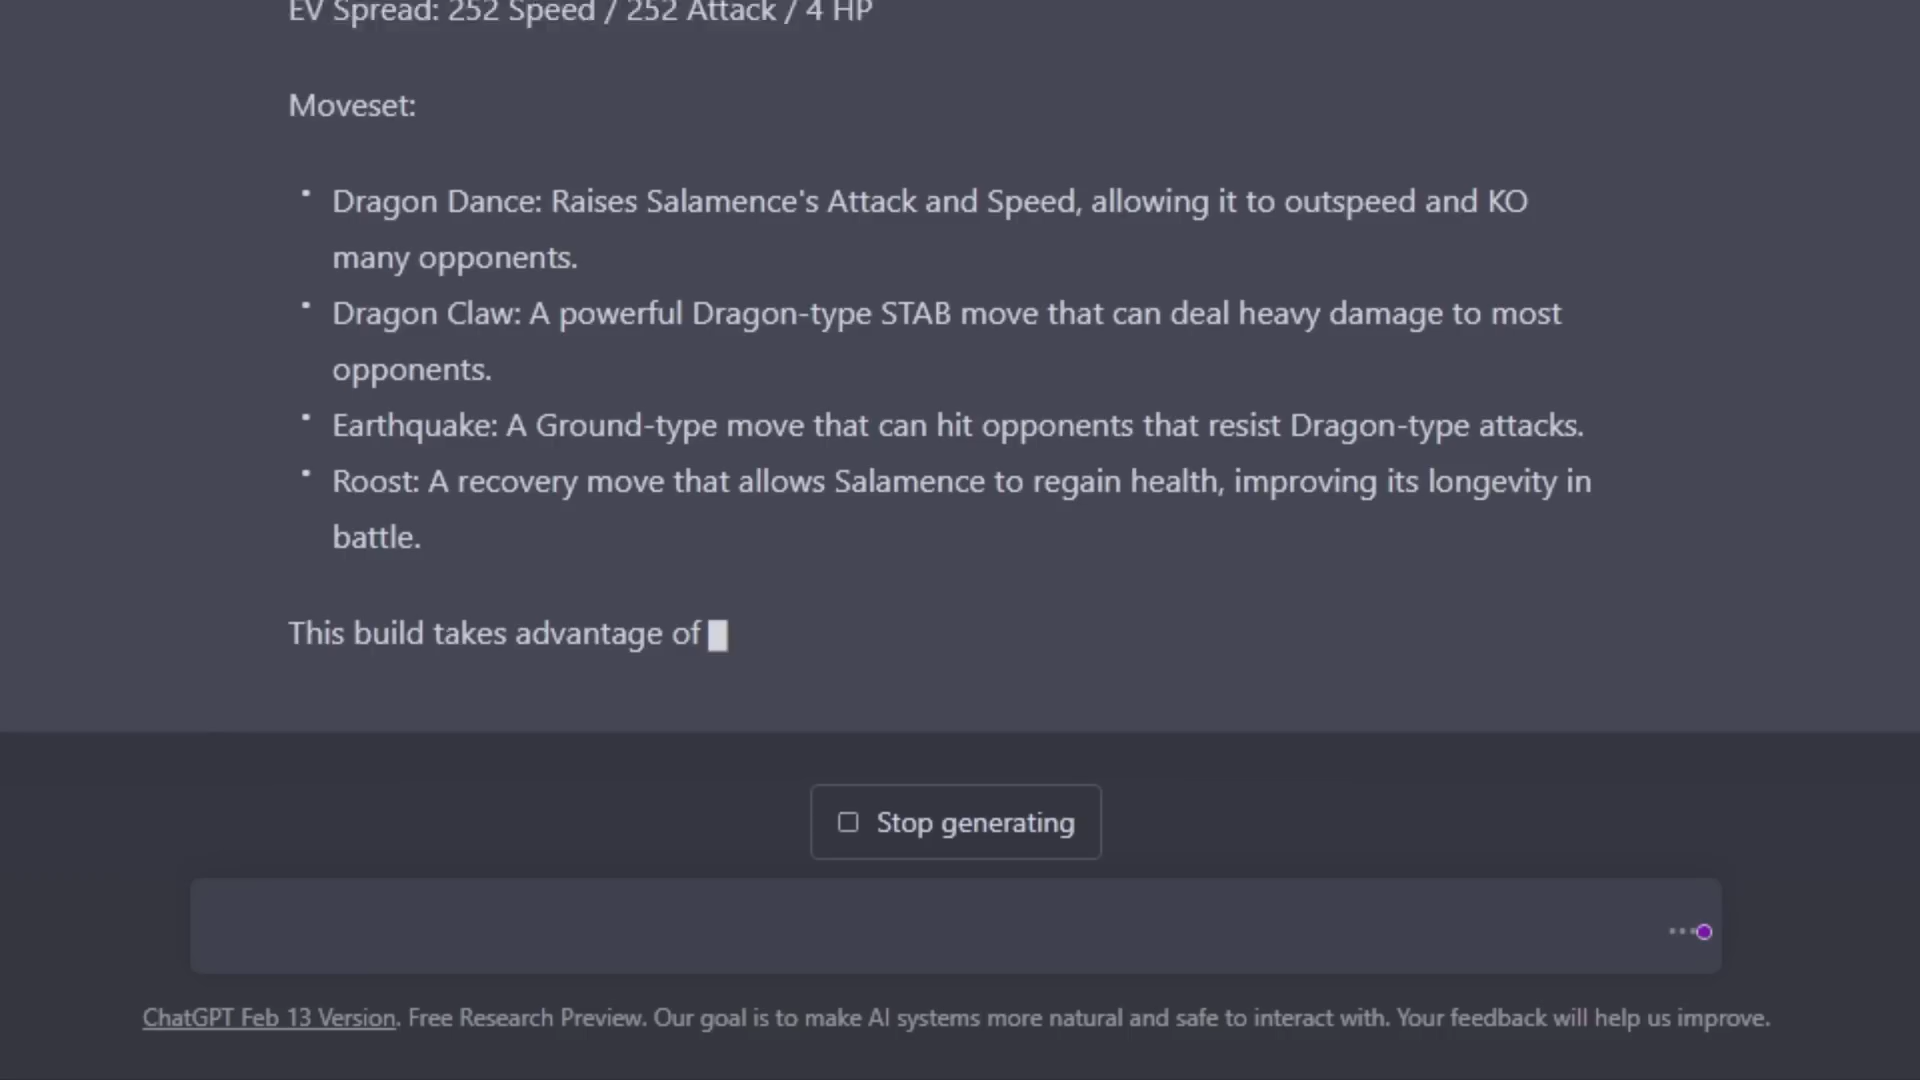 EV Spread: 252 Speed / 252 Attack / 4 HP
Moveset:
• Dragon Dance: Raises Salamence's Attack and Speed, allowing it to outspeed and KO
many opponents.
• Dragon Claw: A powerful Dragon-type STAB move that can deal heavy damage to most
opponents.
• Earthquake: A Ground-type move that can hit opponents that resist Dragon-type attacks.
• Roost: A recovery move that allows Salamence to regain health, improving its longevity in
battle.
This build takes advantage of
Stop generating
ChatGPT Feb 13 Version. Free Research Preview. Our goal is to make AI systems more natural and safe to interact with. Your feedback will help us improve.